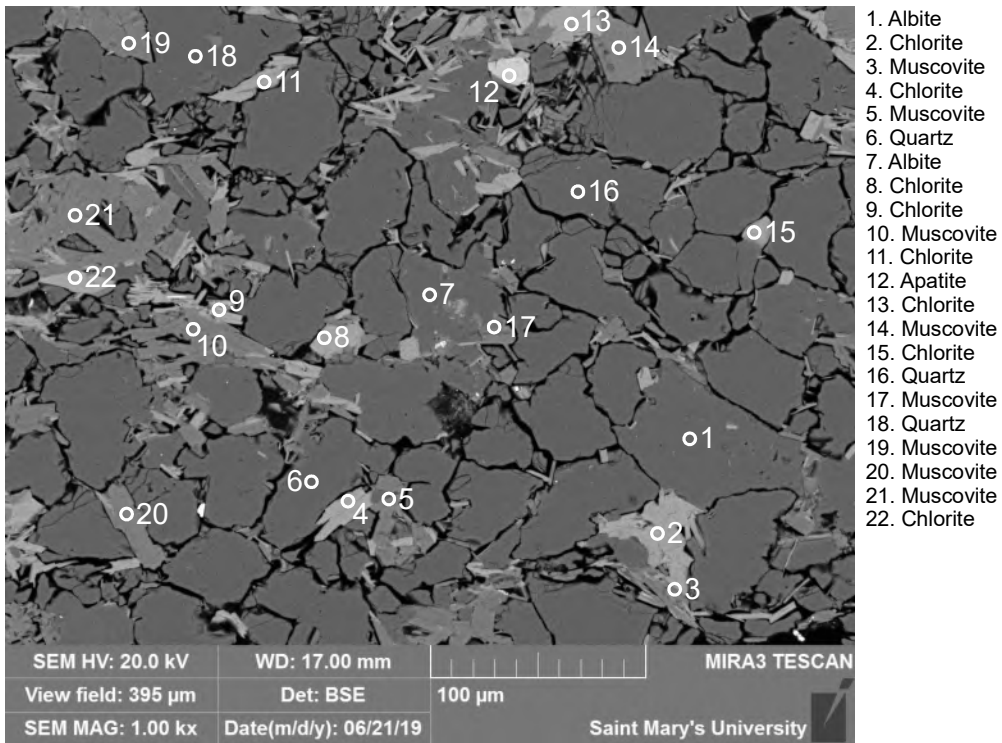 13
19
18
14
11
12
16
21
15
22
7
9
17
10
8
1
6
4
5
20
2
3
1. Albite
2. Chlorite
3. Muscovite
4. Chlorite
5. Muscovite
6. Quartz
7. Albite
8. Chlorite
9. Chlorite
10. Muscovite
11. Chlorite
12. Apatite
13. Chlorite
14. Muscovite
15. Chlorite
16. Quartz
17. Muscovite
18. Quartz
19. Muscovite
20. Muscovite
21. Muscovite
22. Chlorite
SEM HV: 20.0 kV
WD: 17.00 mm
MIRA3 TESCAN
View field: 395 µm
Det: BSE
100 µm
SEM MAG: 1.00 kx
Date(m/d/y): 06/21/19
Saint Mary's University